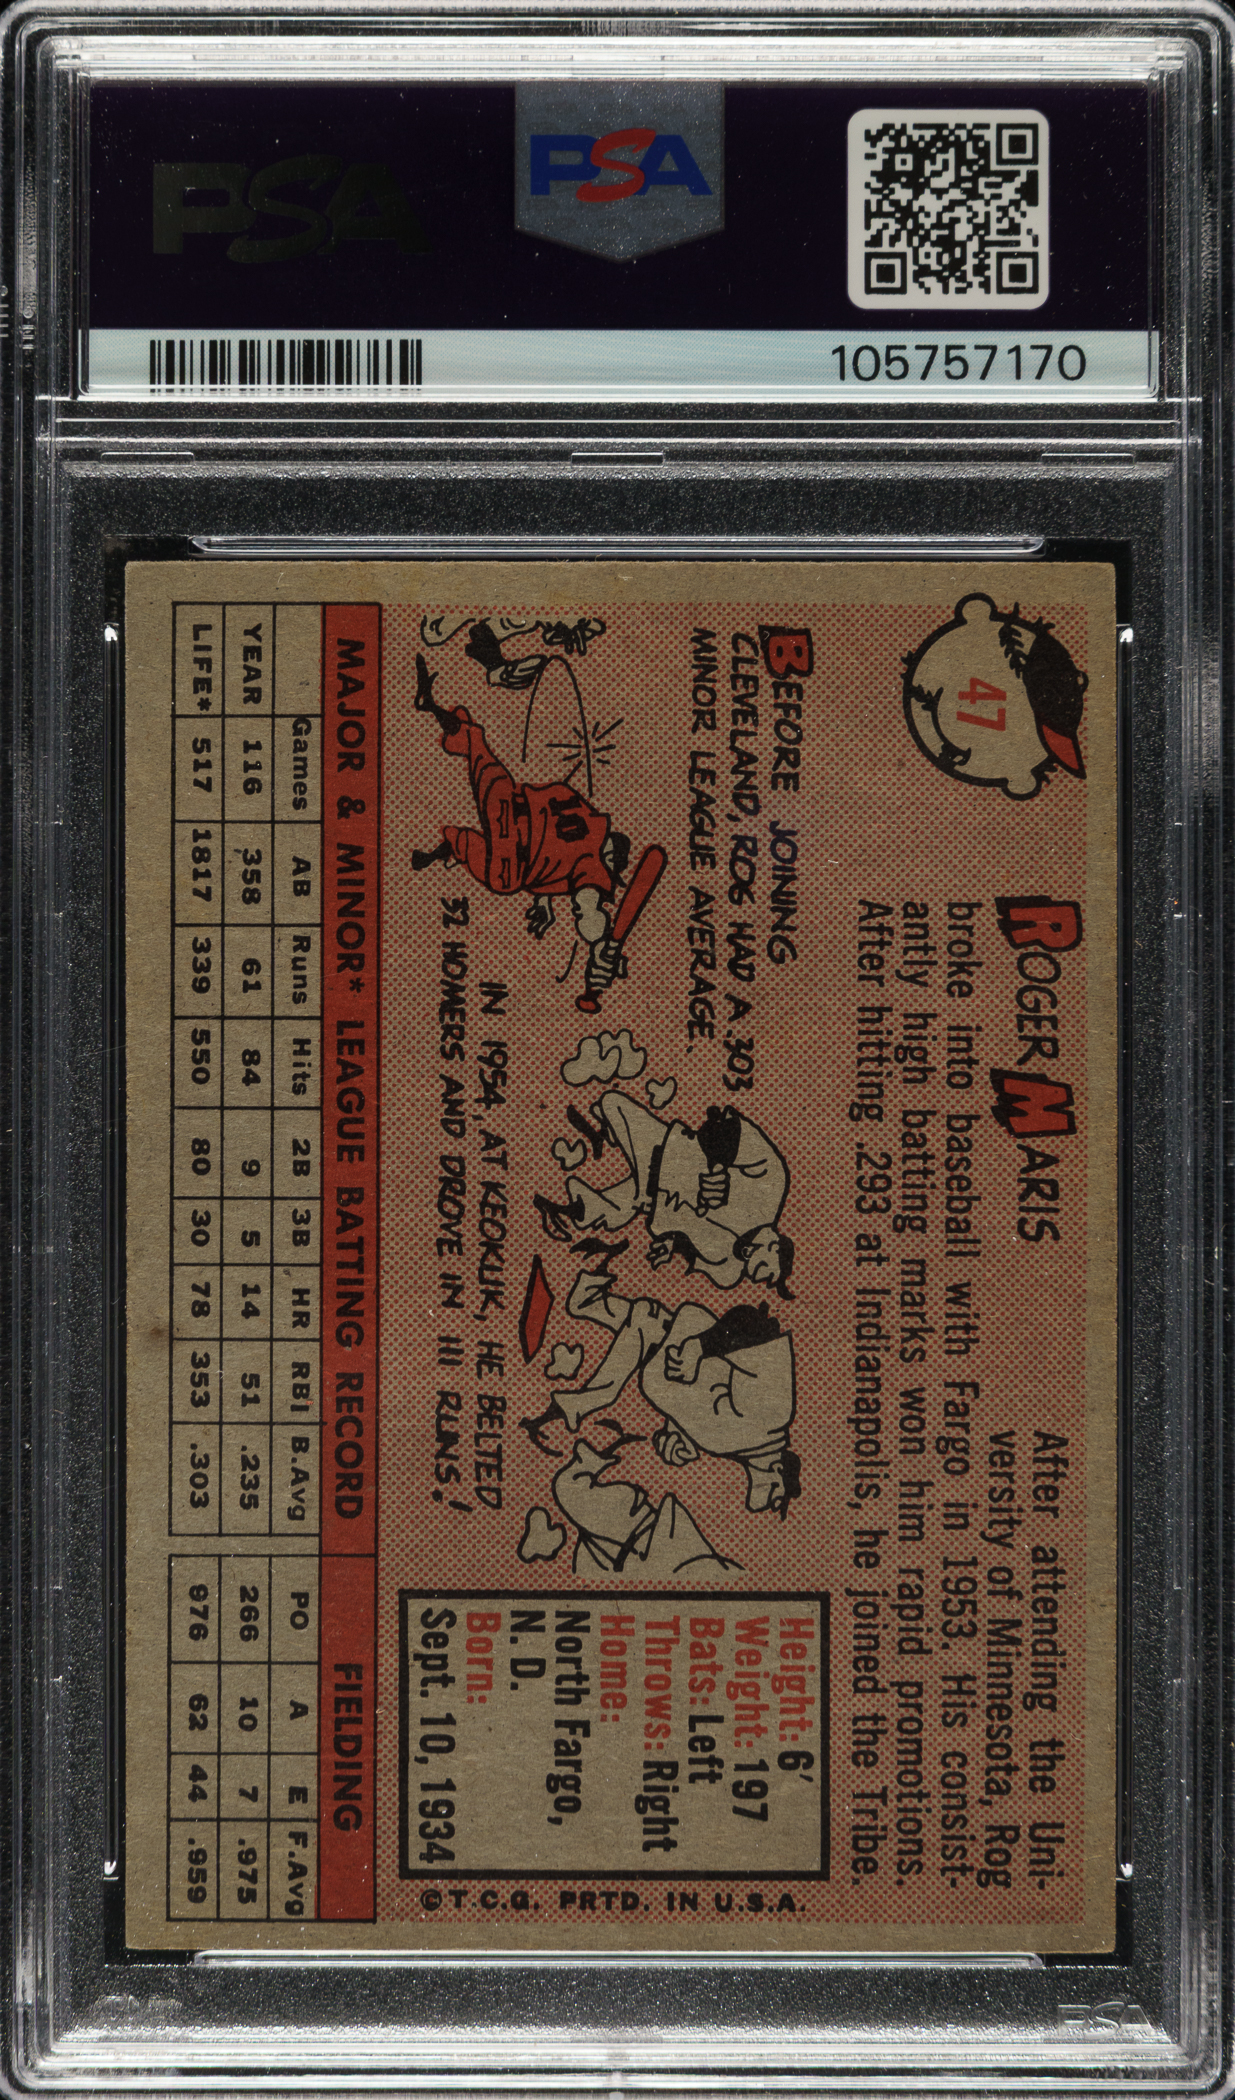 PSA
PSA
105757170
47
ROGER MARIS
After attending the Uni-
versity of Minnesota, Rog
broke into baseball with Fargo in 1953. His consist-
antly high batting marks won him rapid promotions.
After hitting .293 at Indianapolis, he joined the Tribe.
BEFORE JOINING
CLEVELAND, ROG HAD A .303
MINOR LEAGUE AVERAGE.
10
IN 1954, AT KEOKUK, HE BELTED
32 HOMERS AND DROVE IN 111 RUNS!
Height: 6'
Weight: 197
Bats: Left
Throws: Right
Home:
North Fargo,
N. D.
Born:
Sept. 10, 1934
© T.C.G. PRTD. IN U.S.A.
MAJOR & MINOR* LEAGUE BATTING RECORD FIELDING
Games AB Runs Hits 2B 3B HR RBI B.Avg PO A E F.Avg
YEAR 116 358 61 84 9 5 14 51 .235 266 10 7 .975
LIFE* 517 1817 339 550 80 30 78 353 .303 976 62 44 .959
PSA